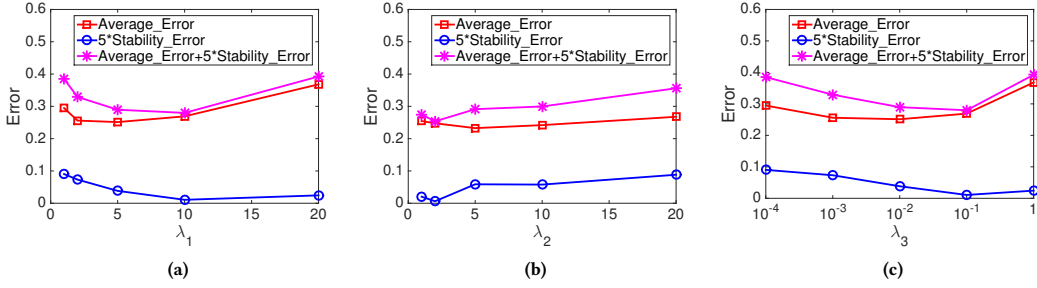 0.6
0.5
0.4
0.3
0.2
0.1
0
Error
Average_Error
5*Stability_Error
Average_Error+5*Stability_Error
0 5 10 15 20
λ1
(a)
0.6
0.5
0.4
0.3
0.2
0.1
0
Error
Average_Error
5*Stability_Error
Average_Error+5*Stability_Error
0 5 10 15 20
λ2
(b)
0.6
0.5
0.4
0.3
0.2
0.1
0
Error
Average_Error
5*Stability_Error
Average_Error+5*Stability_Error
10-4 10-3 10-2 10-1 1
λ3
(c)